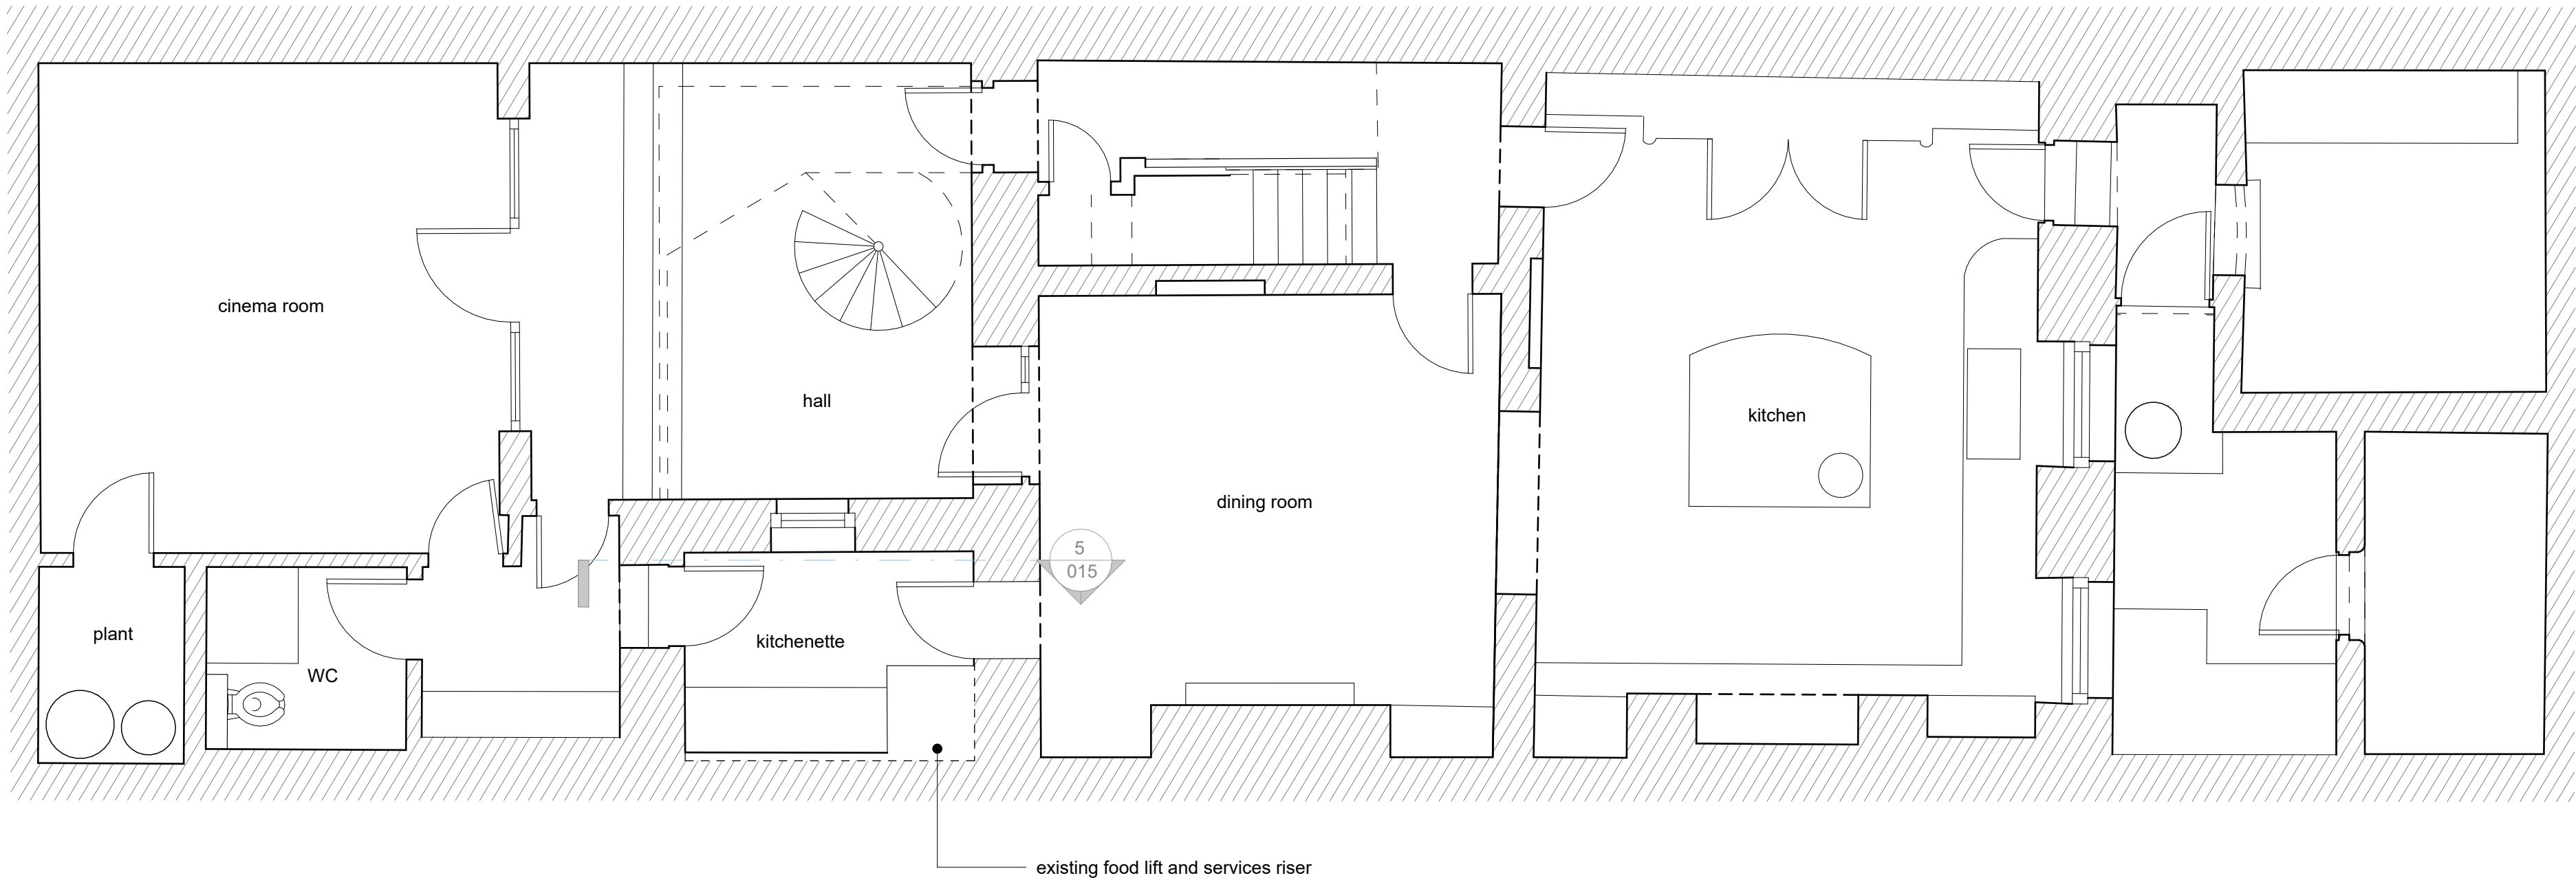 cinema room
hall
kitchen
dining room
5
015
plant
kitchenette
WC
existing food lift and services riser